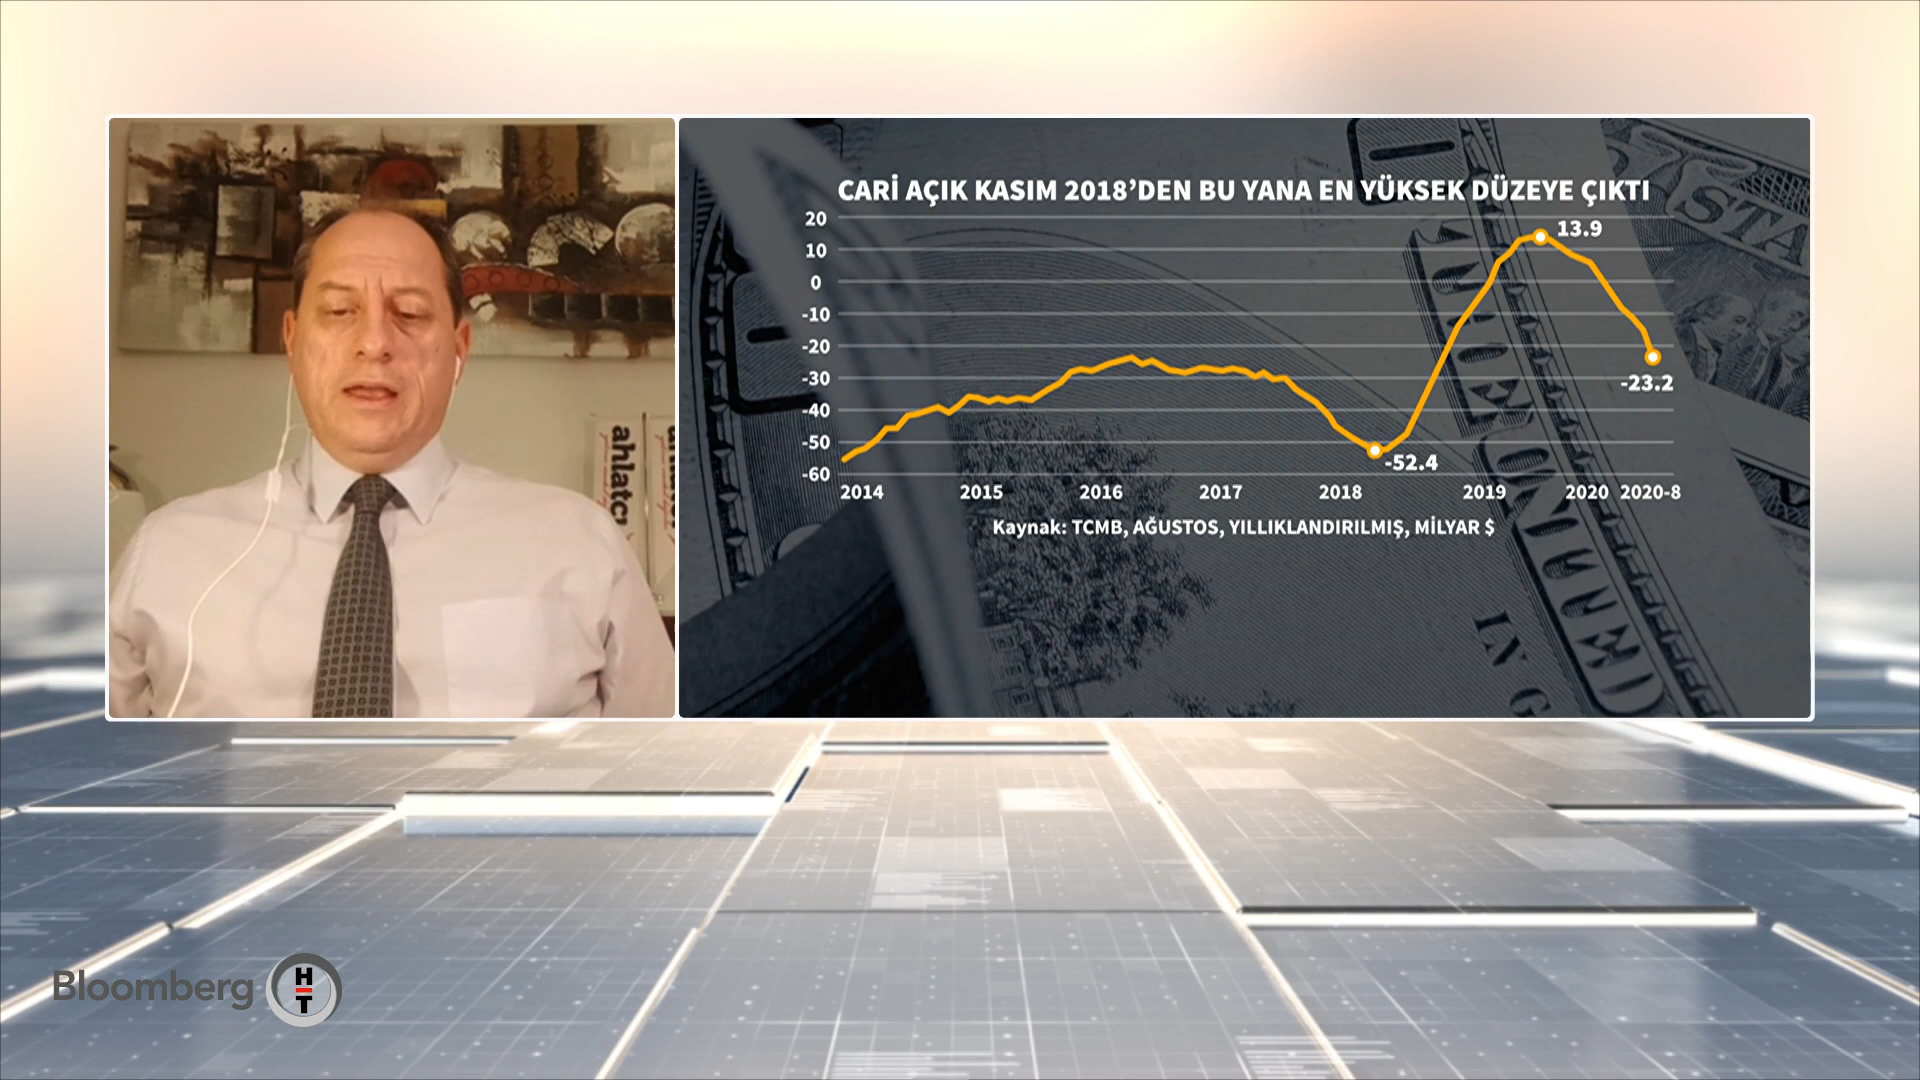 CARİ AÇIK KASIM 2018’DEN BU YANA EN YÜKSEK DÜZEYE ÇIKTI
20
10
0
-10
-20
-30
-40
-50
-60
13.9
-23.2
-52.4
2014 2015 2016 2017 2018 2019 2020 2020-8
Kaynak: TCMB, AĞUSTOS, YILLIKLANDIRILMIŞ, MİLYAR $
ahlatcı
Bloomberg HT